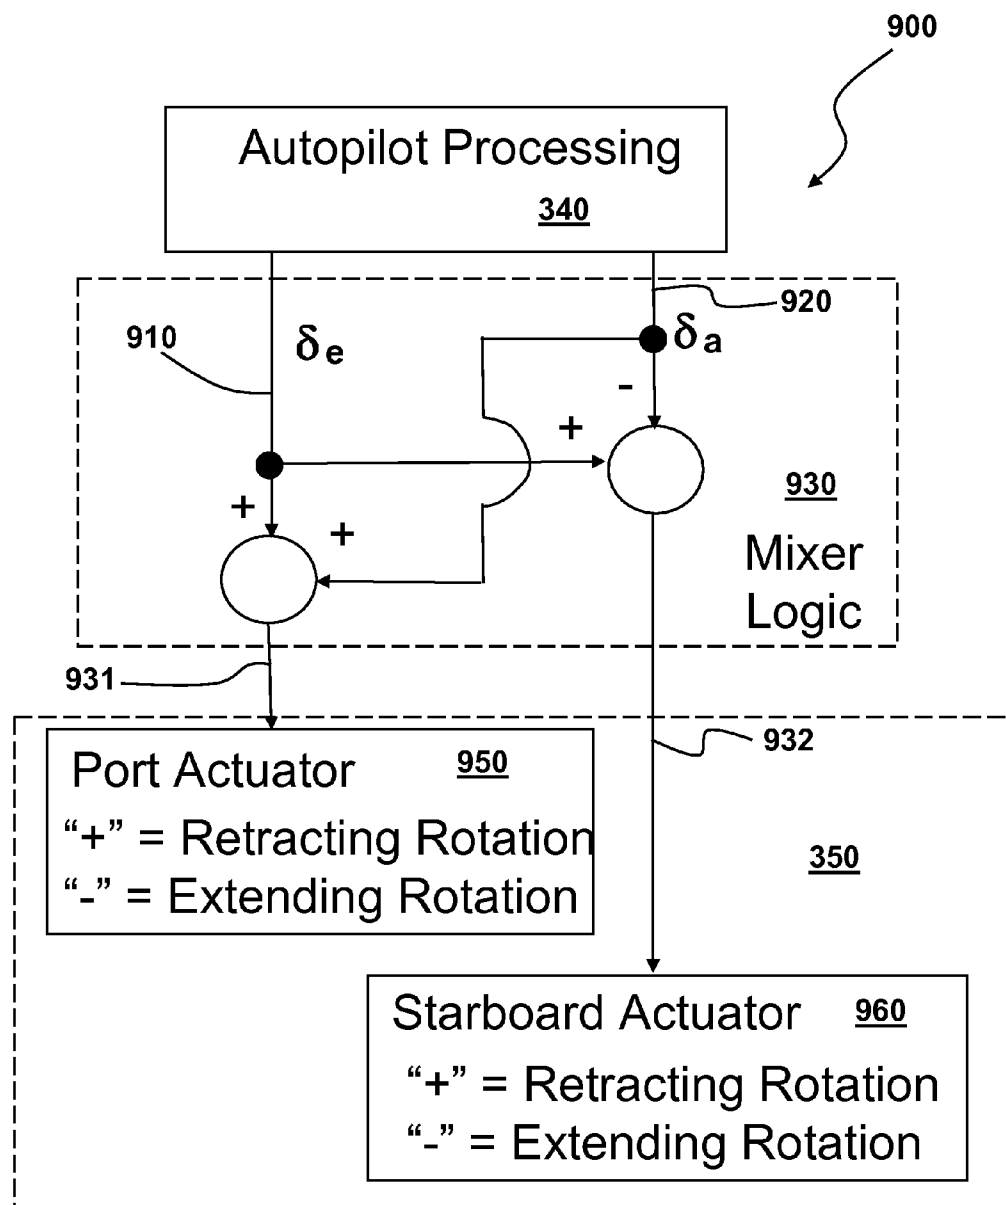 900
Autopilot Processing
340
920
910
δe
δa
-
+
930
+
+
Mixer
Logic
931
932
Port Actuator 950
“+” = Retracting Rotation
“-” = Extending Rotation
350
Starboard Actuator 960
“+” = Retracting Rotation
“-” = Extending Rotation